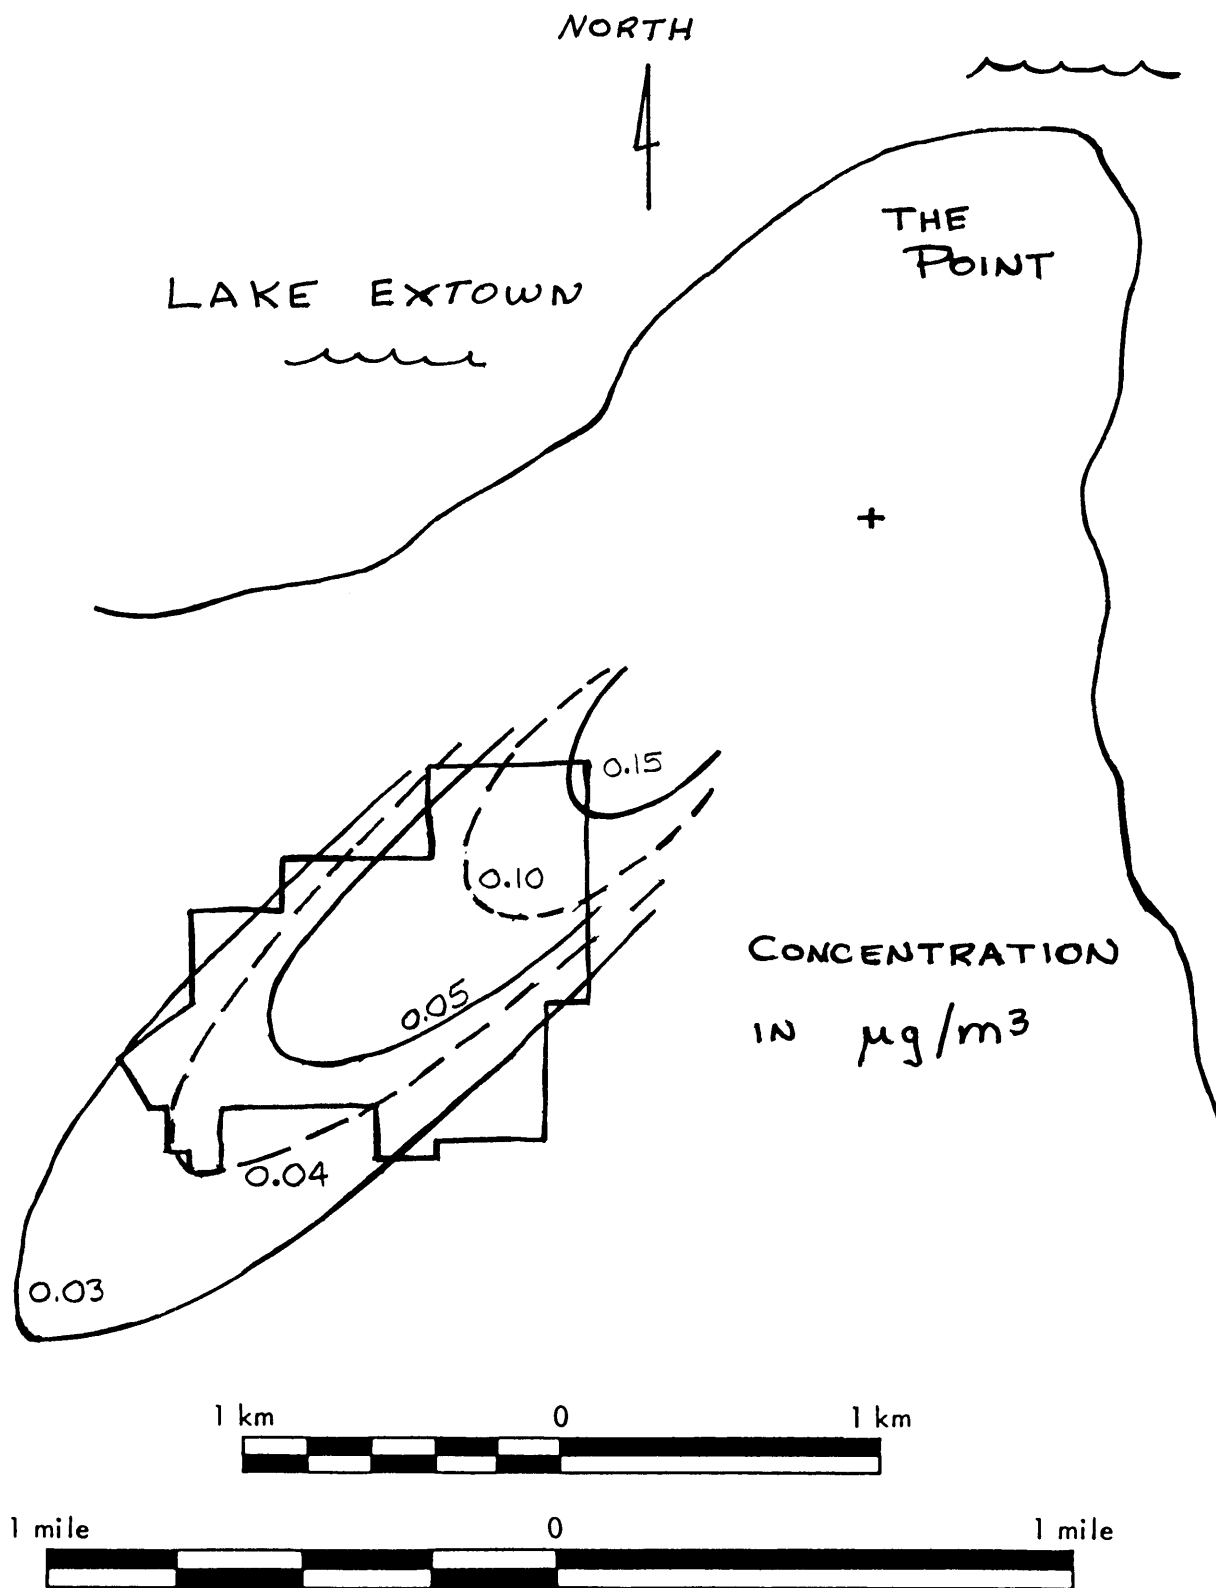 NORTH
THE
POINT
LAKE EXTOWN
+
0.15
0.10
CONCENTRATION
IN μg/m³
0.05
0.04
0.03
1 km 0 1 km
1 mile 0 1 mile